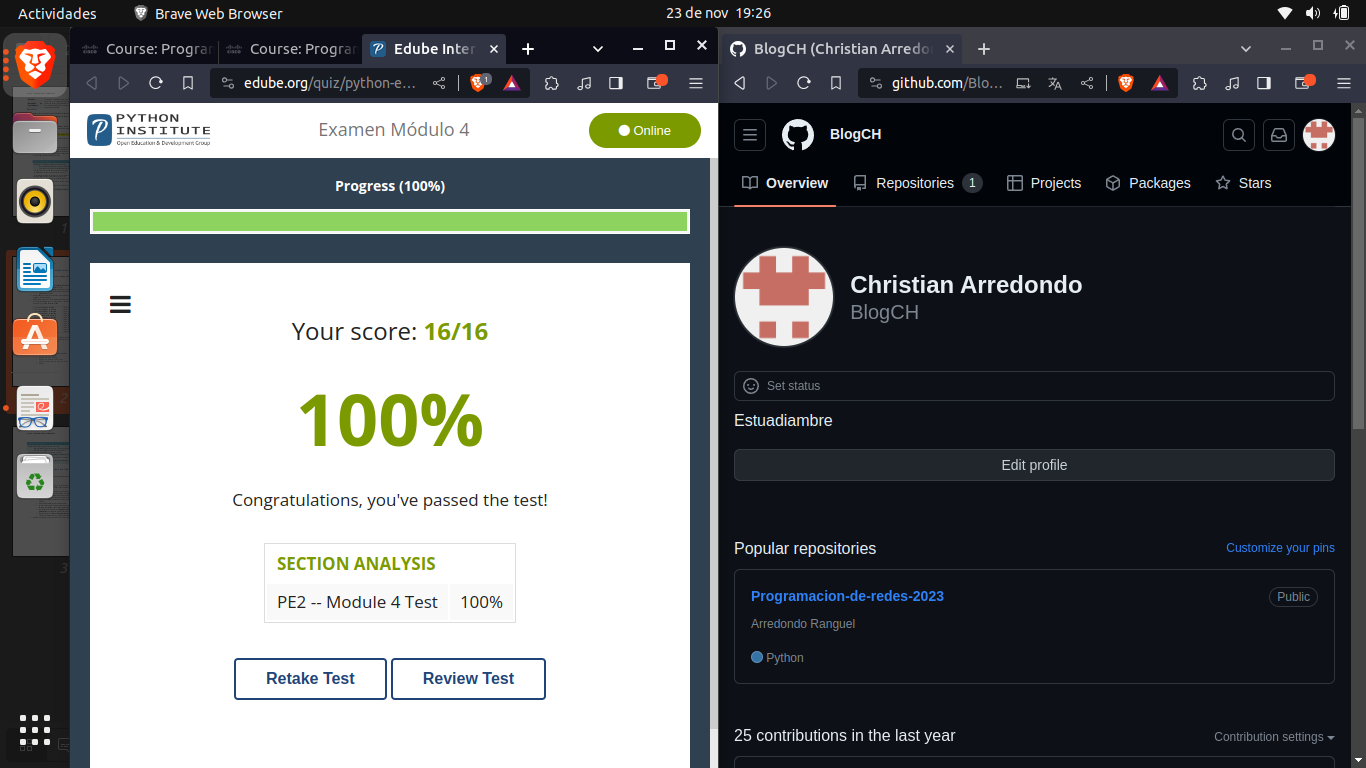 Actividades
Brave Web Browser
23 de nov 19:26
Course: Progra
Course: Progra
Edube Inter
edube.org/quiz/python-e…
1
PYTHON
INSTITUTE
Open Education & Development Group
Examen Módulo 4
Online
Progress (100%)
Your score: 16/16
100%
Congratulations, you've passed the test!
SECTION ANALYSIS
PE2 -- Module 4 Test 100%
Retake Test
Review Test
BlogCH (Christian Arredo
github.com/Blo…
BlogCH
Overview
Repositories 1
Projects
Packages
Stars
Christian Arredondo
BlogCH
Set status
Estuadiambre
Edit profile
Popular repositories
Customize your pins
Programacion-de-redes-2023
Public
Arredondo Ranguel
Python
25 contributions in the last year
Contribution settings